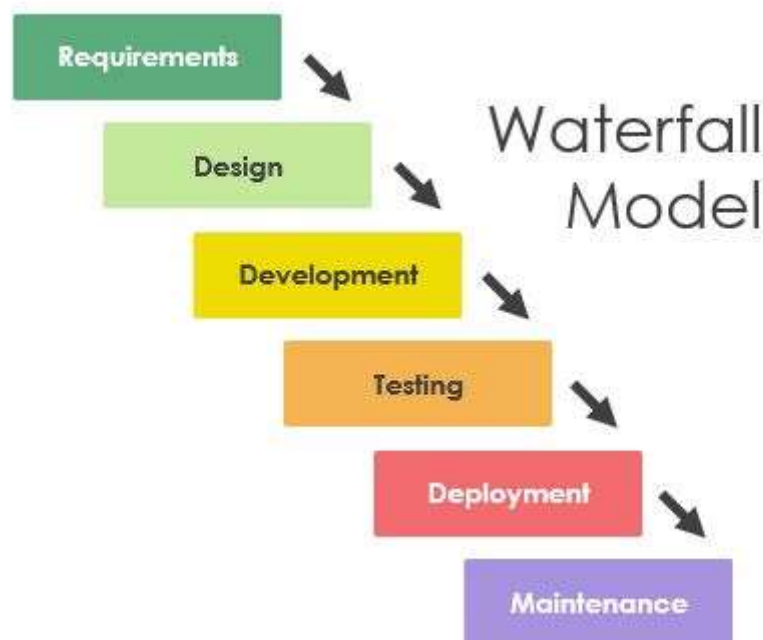 Requirements
Waterfall
Model
Design
Development
Testing
Deployment
Maintenance